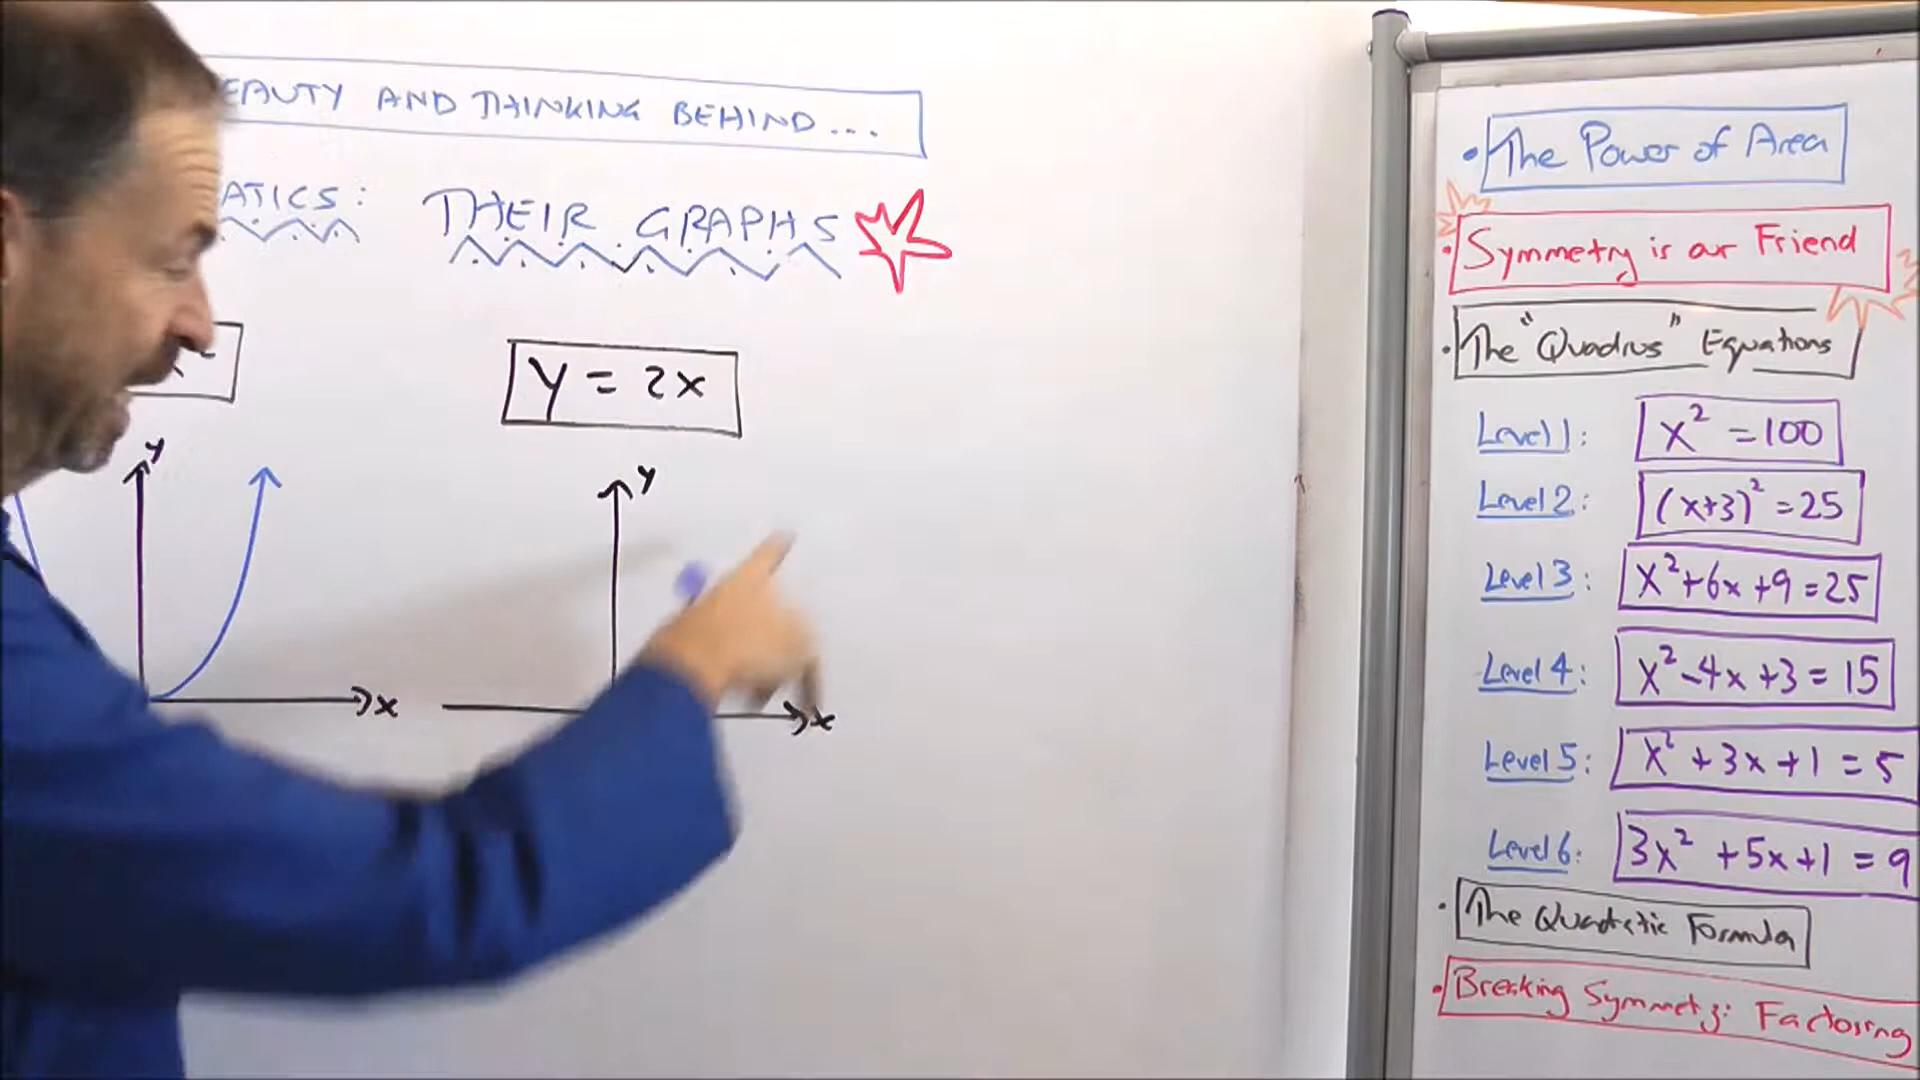 EAUTY AND THINKING BEHIND...
ATICS: THEIR GRAPHS
y = 2x
y
x
y
x
• The Power of Area
• Symmetry is our Friend
• The "Quadrus" Equations
Level 1: x² = 100
Level 2: (x+3)² = 25
Level 3: x²+6x+9=25
Level 4: x²-4x+3=15
Level 5: x²+3x+1=5
Level 6: 3x²+5x+1=9
• The Quadratic Formula
• Breaking Symmetry: Factoring